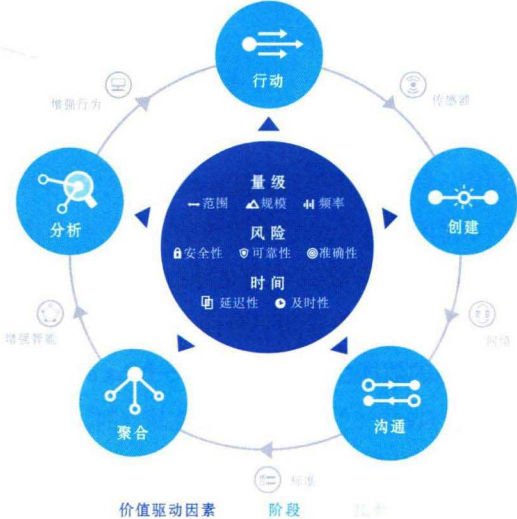 行动
增强行为
传感器
量级
范围 规模 频率
分析
创建
风险
安全性 可靠性 准确性
时间
延迟性 及时性
增强智能
网络
聚合
沟通
标准
价值驱动因素 阶段